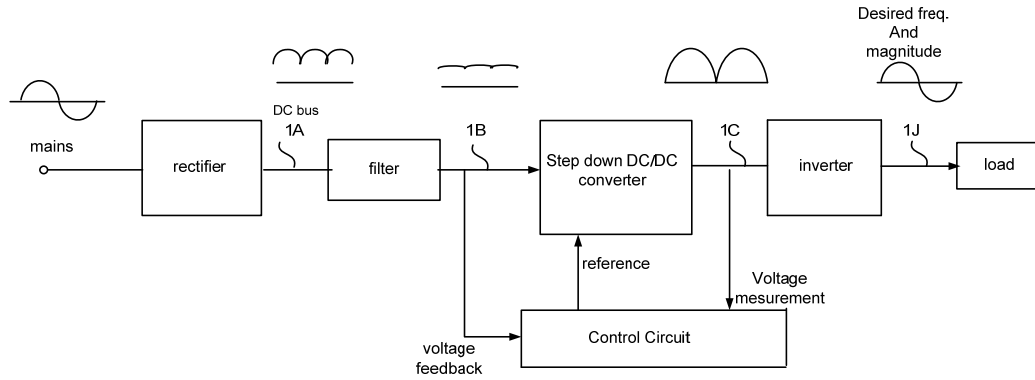 Desired freq.
And
magnitude
DC bus
1A
1B
1C
1J
mains
rectifier
filter
Step down DC/DC
converter
inverter
load
reference
Voltage
mesurement
Control Circuit
voltage
feedback